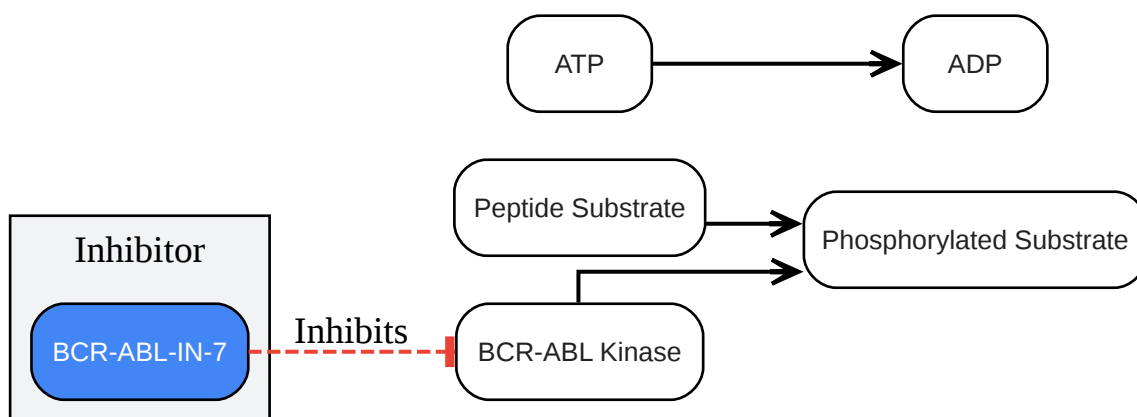 ATP
ADP
Peptide Substrate
Phosphorylated Substrate
Inhibitor
Inhibits
BCR-ABL-IN-7
BCR-ABL Kinase